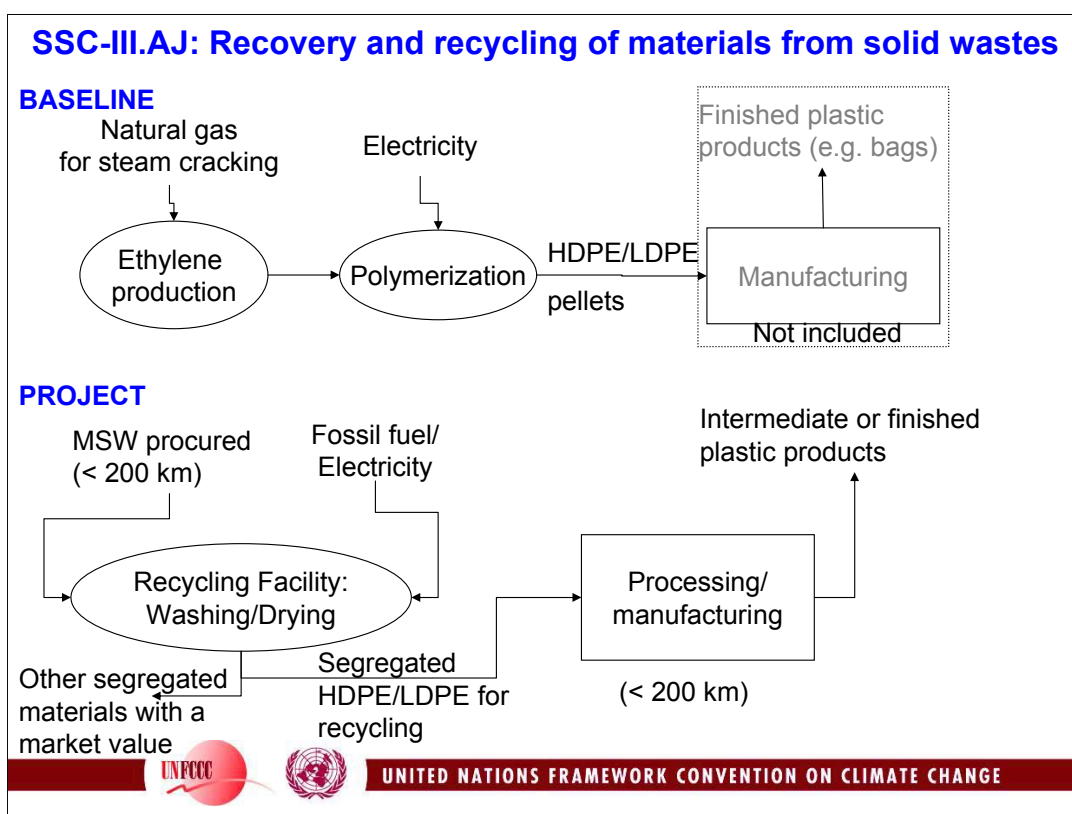 SSC-III.AJ: Recovery and recycling of materials from solid wastes
BASELINE
Natural gas
for steam cracking
Electricity
Finished plastic
products (e.g. bags)
Ethylene
production
Polymerization
HDPE/LDPE
pellets
Manufacturing
Not included
PROJECT
MSW procured
(< 200 km)
Fossil fuel/
Electricity
Intermediate or finished
plastic products
Recycling Facility:
Washing/Drying
Processing/
manufacturing
(< 200 km)
Other segregated
materials with a
market value
Segregated
HDPE/LDPE for
recycling
UNFCCC
UNITED NATIONS FRAMEWORK CONVENTION ON CLIMATE CHANGE